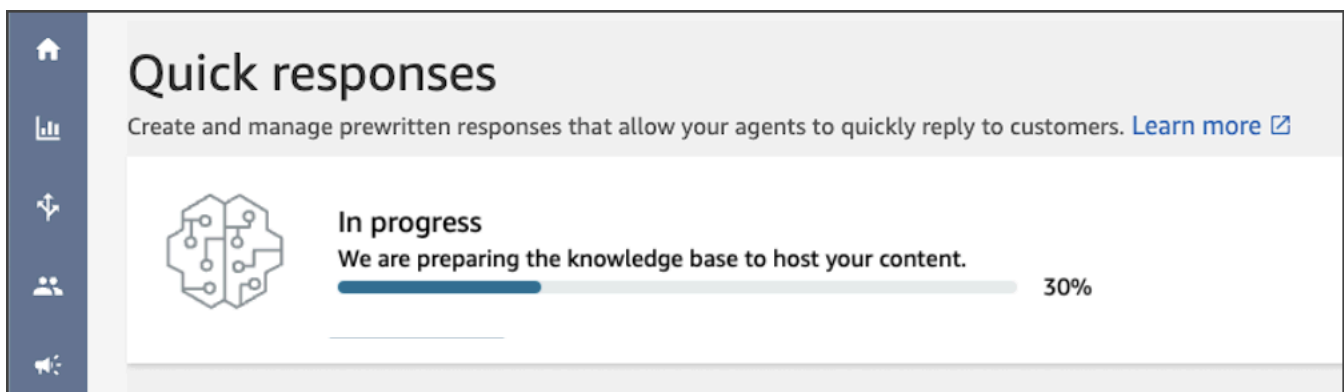 Quick responses
Create and manage prewritten responses that allow your agents to quickly reply to customers. Learn more
In progress
We are preparing the knowledge base to host your content.
30%